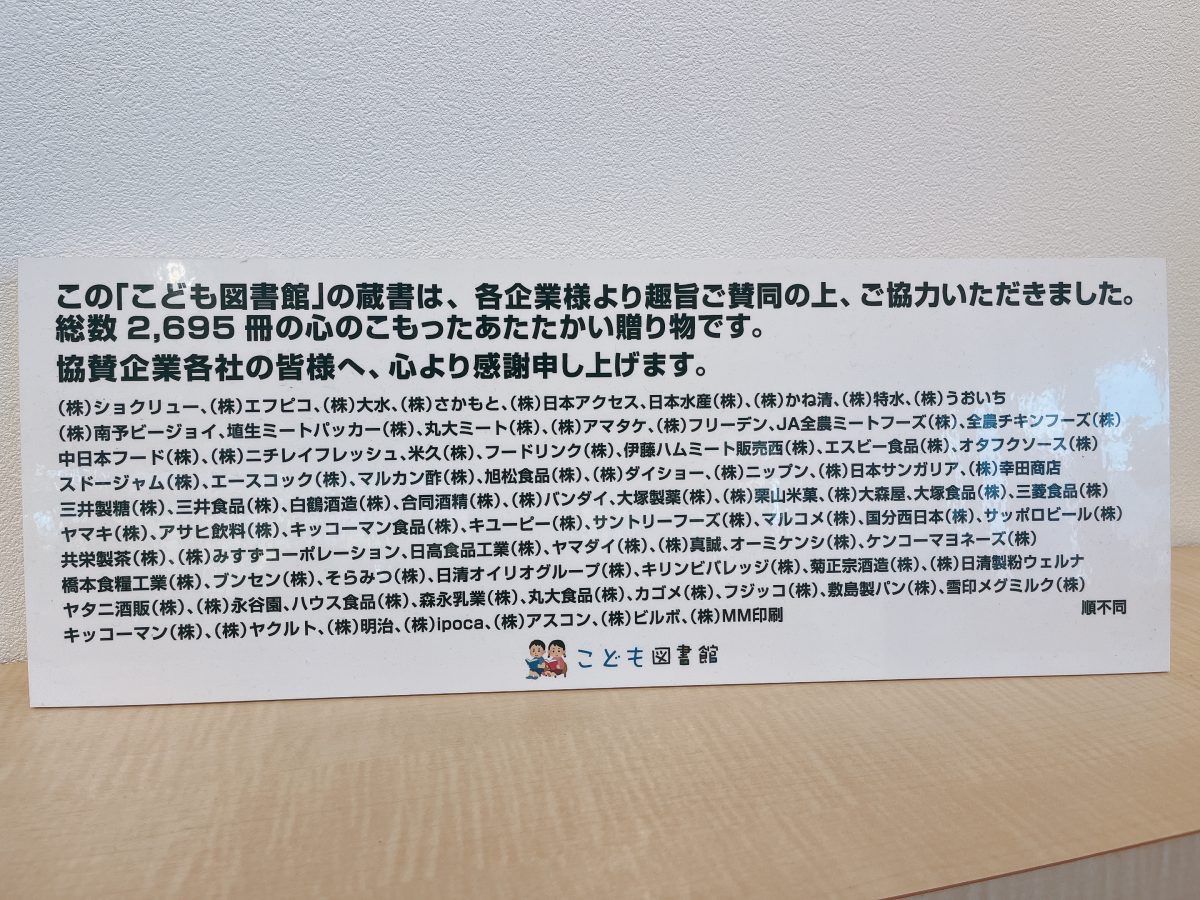 この「こども図書館」の蔵書は、各企業様より趣旨ご賛同の上、ご協力いただきました。
総数 2,695 冊の心のこもったあたたかい贈り物です。
協賛企業各社の皆様へ、心より感謝申し上げます。
(株)ショクリュー、(株)エフピコ、(株)大水、(株)さかもと、(株)日本アクセス、日本水産(株)、(株)かね清、(株)特水、(株)うおいち
(株)南予ビージョイ、埴生ミートパッカー(株)、丸大ミート(株)、(株)アマタケ、(株)フリーデン、JA全農ミートフーズ(株)、全農チキンフーズ(株)
中日本フード(株)、(株)ニチレイフレッシュ、米久(株)、フードリンク(株)、伊藤ハムミート販売西(株)、エスビー食品(株)、オタフクソース(株)
スドージャム(株)、エースコック(株)、マルカン酢(株)、旭松食品(株)、(株)ダイショー、(株)ニップン、(株)日本サンガリア、(株)幸田商店
三井製糖(株)、三井食品(株)、白鶴酒造(株)、合同酒精(株)、(株)バンダイ、大塚製薬(株)、(株)栗山米菓、(株)大森屋、大塚食品(株)、三菱食品(株)
ヤマキ(株)、アサヒ飲料(株)、キッコーマン食品(株)、キユーピー(株)、サントリーフーズ(株)、マルコメ(株)、国分西日本(株)、サッポロビール(株)
共栄製茶(株)、(株)みすずコーポレーション、日高食品工業(株)、ヤマダイ(株)、(株)真誠、オーミケンシ(株)、ケンコーマヨネーズ(株)
橋本食糧工業(株)、ブンセン(株)、そらみつ(株)、日清オイリオグループ(株)、キリンビバレッジ(株)、菊正宗酒造(株)、(株)日清製粉ウェルナ
ヤタニ酒販(株)、(株)永谷園、ハウス食品(株)、森永乳業(株)、丸大食品(株)、カゴメ(株)、フジッコ(株)、敷島製パン(株)、雪印メグミルク(株)
キッコーマン(株)、(株)ヤクルト、(株)明治、(株)ipoca、(株)アスコン、(株)ビルボ、(株)MM印刷
順不同
こども図書館